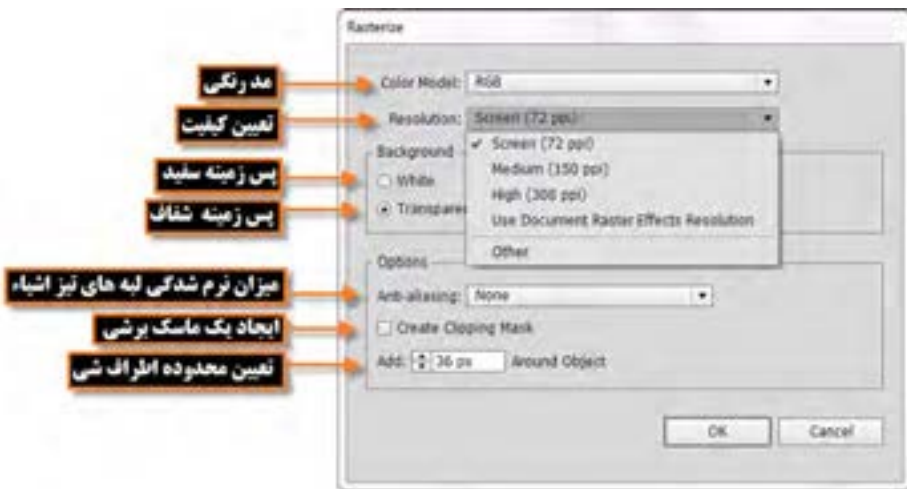 Rasterize
مد رنگی
Color Model: RGB
تعیین کیفیت
Resolution: Screen (72 ppi)
✓ Screen (72 ppi)
Medium (150 ppi)
High (300 ppi)
Use Document Raster Effects Resolution
Other
Background
پس زمینه سفید
White
پس زمینه شفاف
Transpare
Options
میزان نرم شدگی لبه های تیز اشیاء
Anti-aliasing: None
ایجاد یک ماسک برشی
Create Clipping Mask
تعیین محدوده اطراف شی
Add: 36 px Around Object
OK Cancel